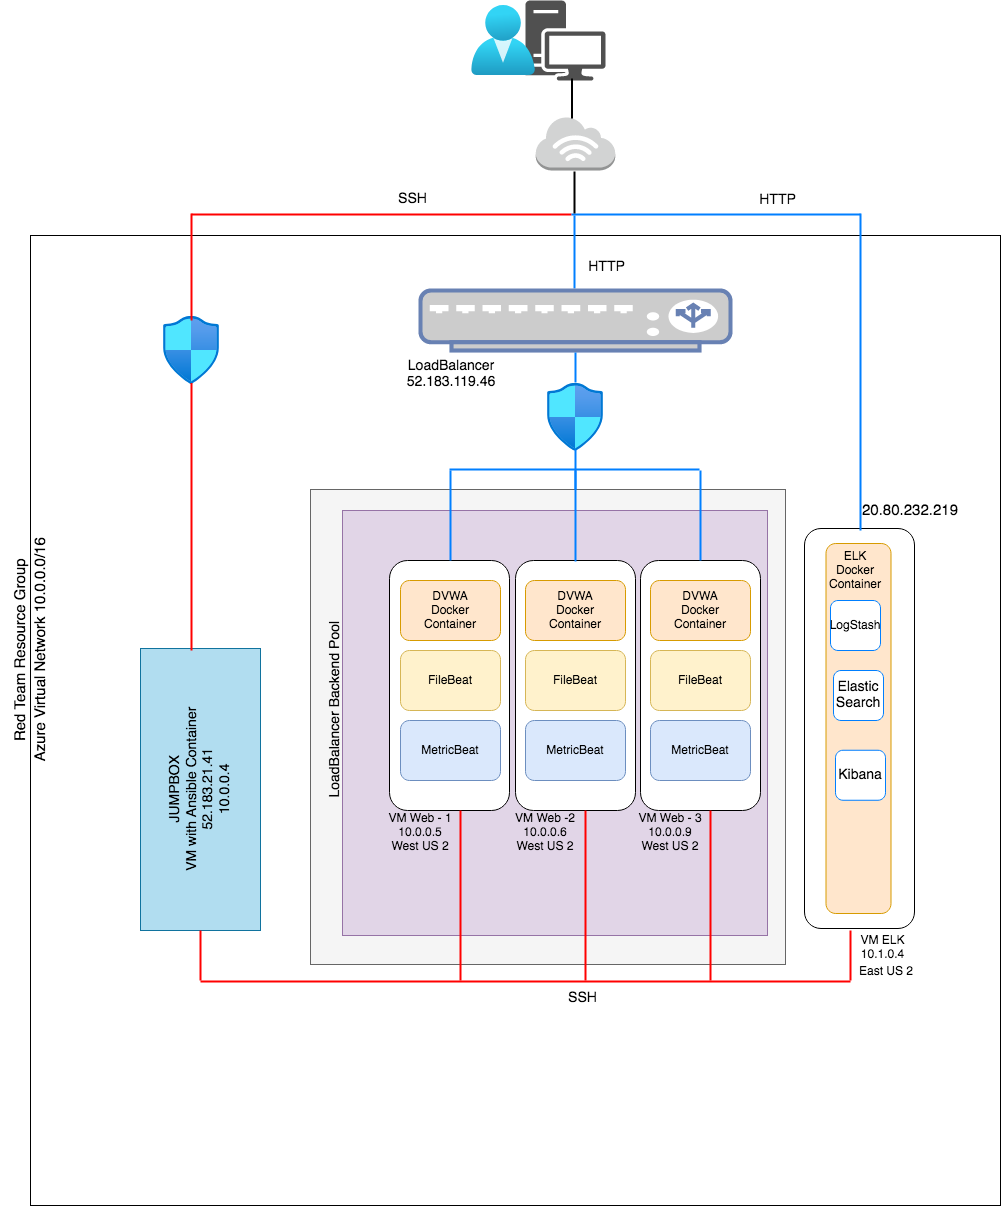 SSH
HTTP
HTTP
LoadBalancer
52.183.119.46
20.80.232.219
Red Team Resource Group
Azure Virtual Network 10.0.0.0/16
JUMPBOX
VM with Ansible Container
52.183.21.41
10.0.0.4
LoadBalancer Backend Pool
DVWA
Docker
Container
FileBeat
MetricBeat
VM Web - 1
10.0.0.5
West US 2
DVWA
Docker
Container
FileBeat
MetricBeat
VM Web -2
10.0.0.6
West US 2
DVWA
Docker
Container
FileBeat
MetricBeat
VM Web - 3
10.0.0.9
West US 2
ELK
Docker
Container
LogStash
Elastic
Search
Kibana
VM ELK
10.1.0.4
East US 2
SSH